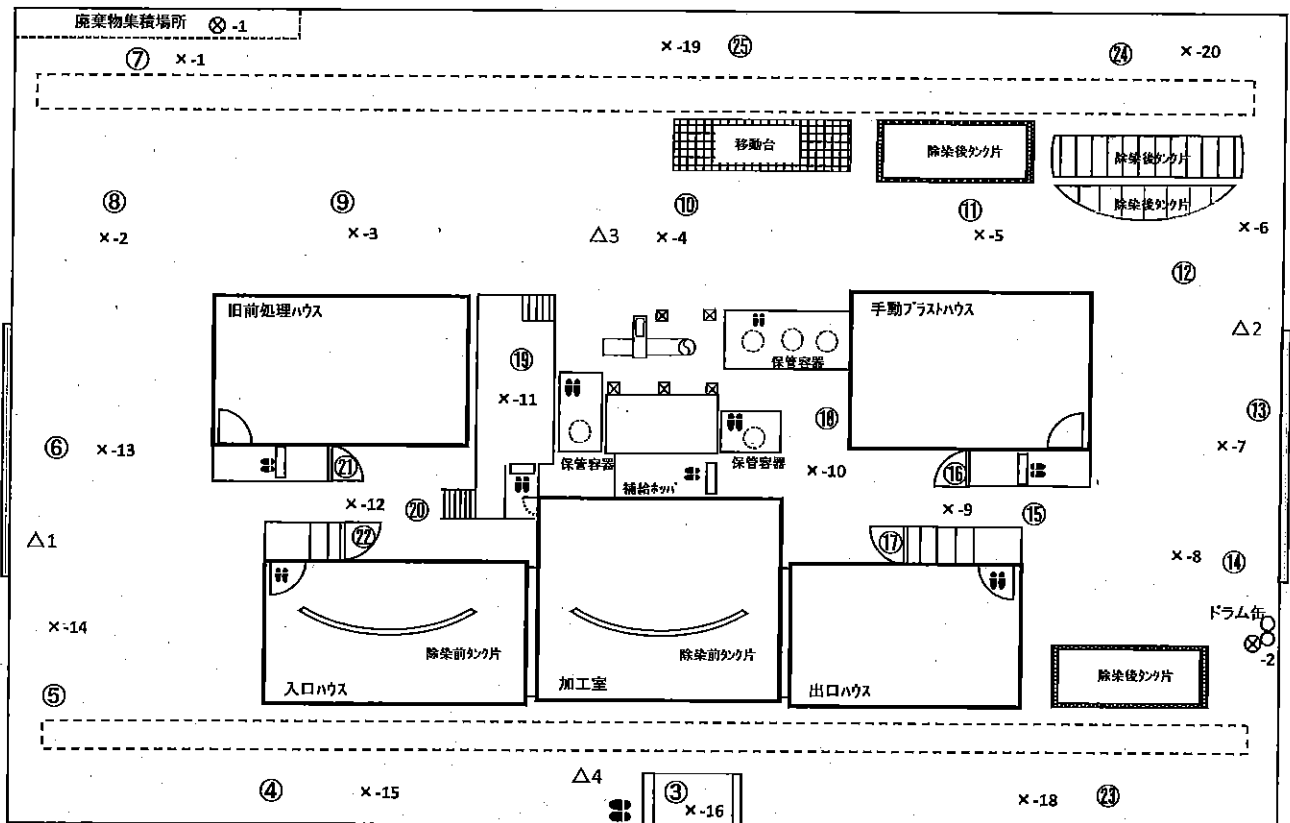 廃棄物集積場所 ⊗ -1
⑦ ×-1
×-19 ㉕
㉔ ×-20
移動台
除染後タンク片
除染後タンク片
除染後タンク片
⑧
×-2
⑨
×-3
△3
⑩
×-4
⑪
×-5
×-6
⑫
△2
旧前処理ハウス
手動ブラストハウス
⑲
×-11
保管容器
⑱
⑬
×-7
⑥ ×-13
㉑
保管容器
保管容器
×-10
⑯
補給ホッパ
×-12 ⑳
×-9 ⑮
△1
㉒
⑰
×-8 ⑭
ドラム缶
⊗
-2
×-14
除染前タンク片
除染前タンク片
除染後タンク片
入口ハウス
加工室
出口ハウス
⑤
④ ×-15
△4
③
×-16
×-18 ㉓